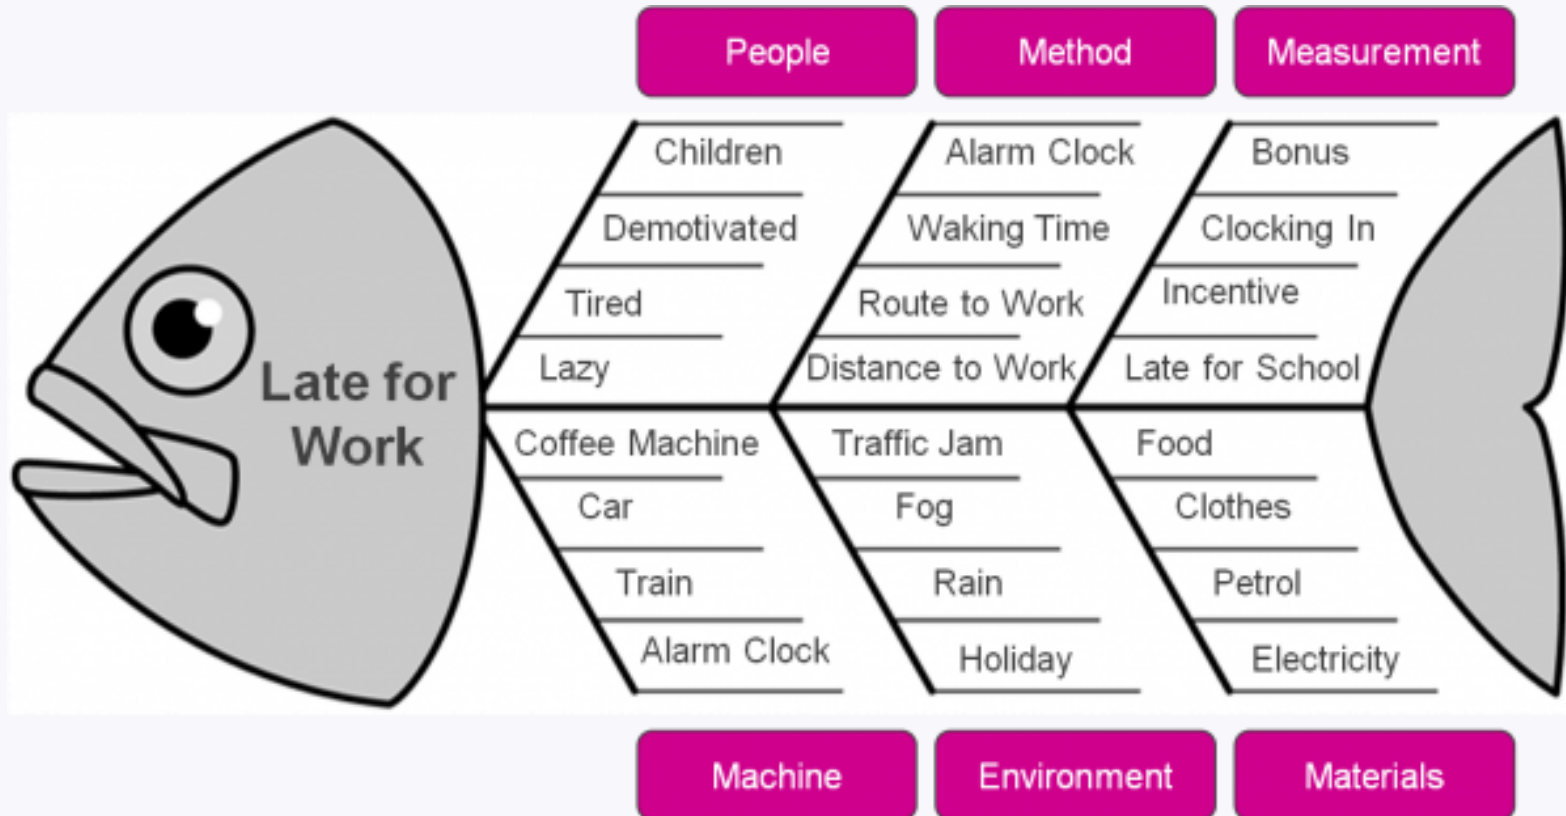 People
Method
Measurement
Children
Demotivated
Tired
Lazy
Alarm Clock
Waking Time
Route to Work
Distance to Work
Bonus
Clocking In
Incentive
Late for School
Late for
Work
Coffee Machine
Car
Train
Alarm Clock
Traffic Jam
Fog
Rain
Holiday
Food
Clothes
Petrol
Electricity
Machine
Environment
Materials